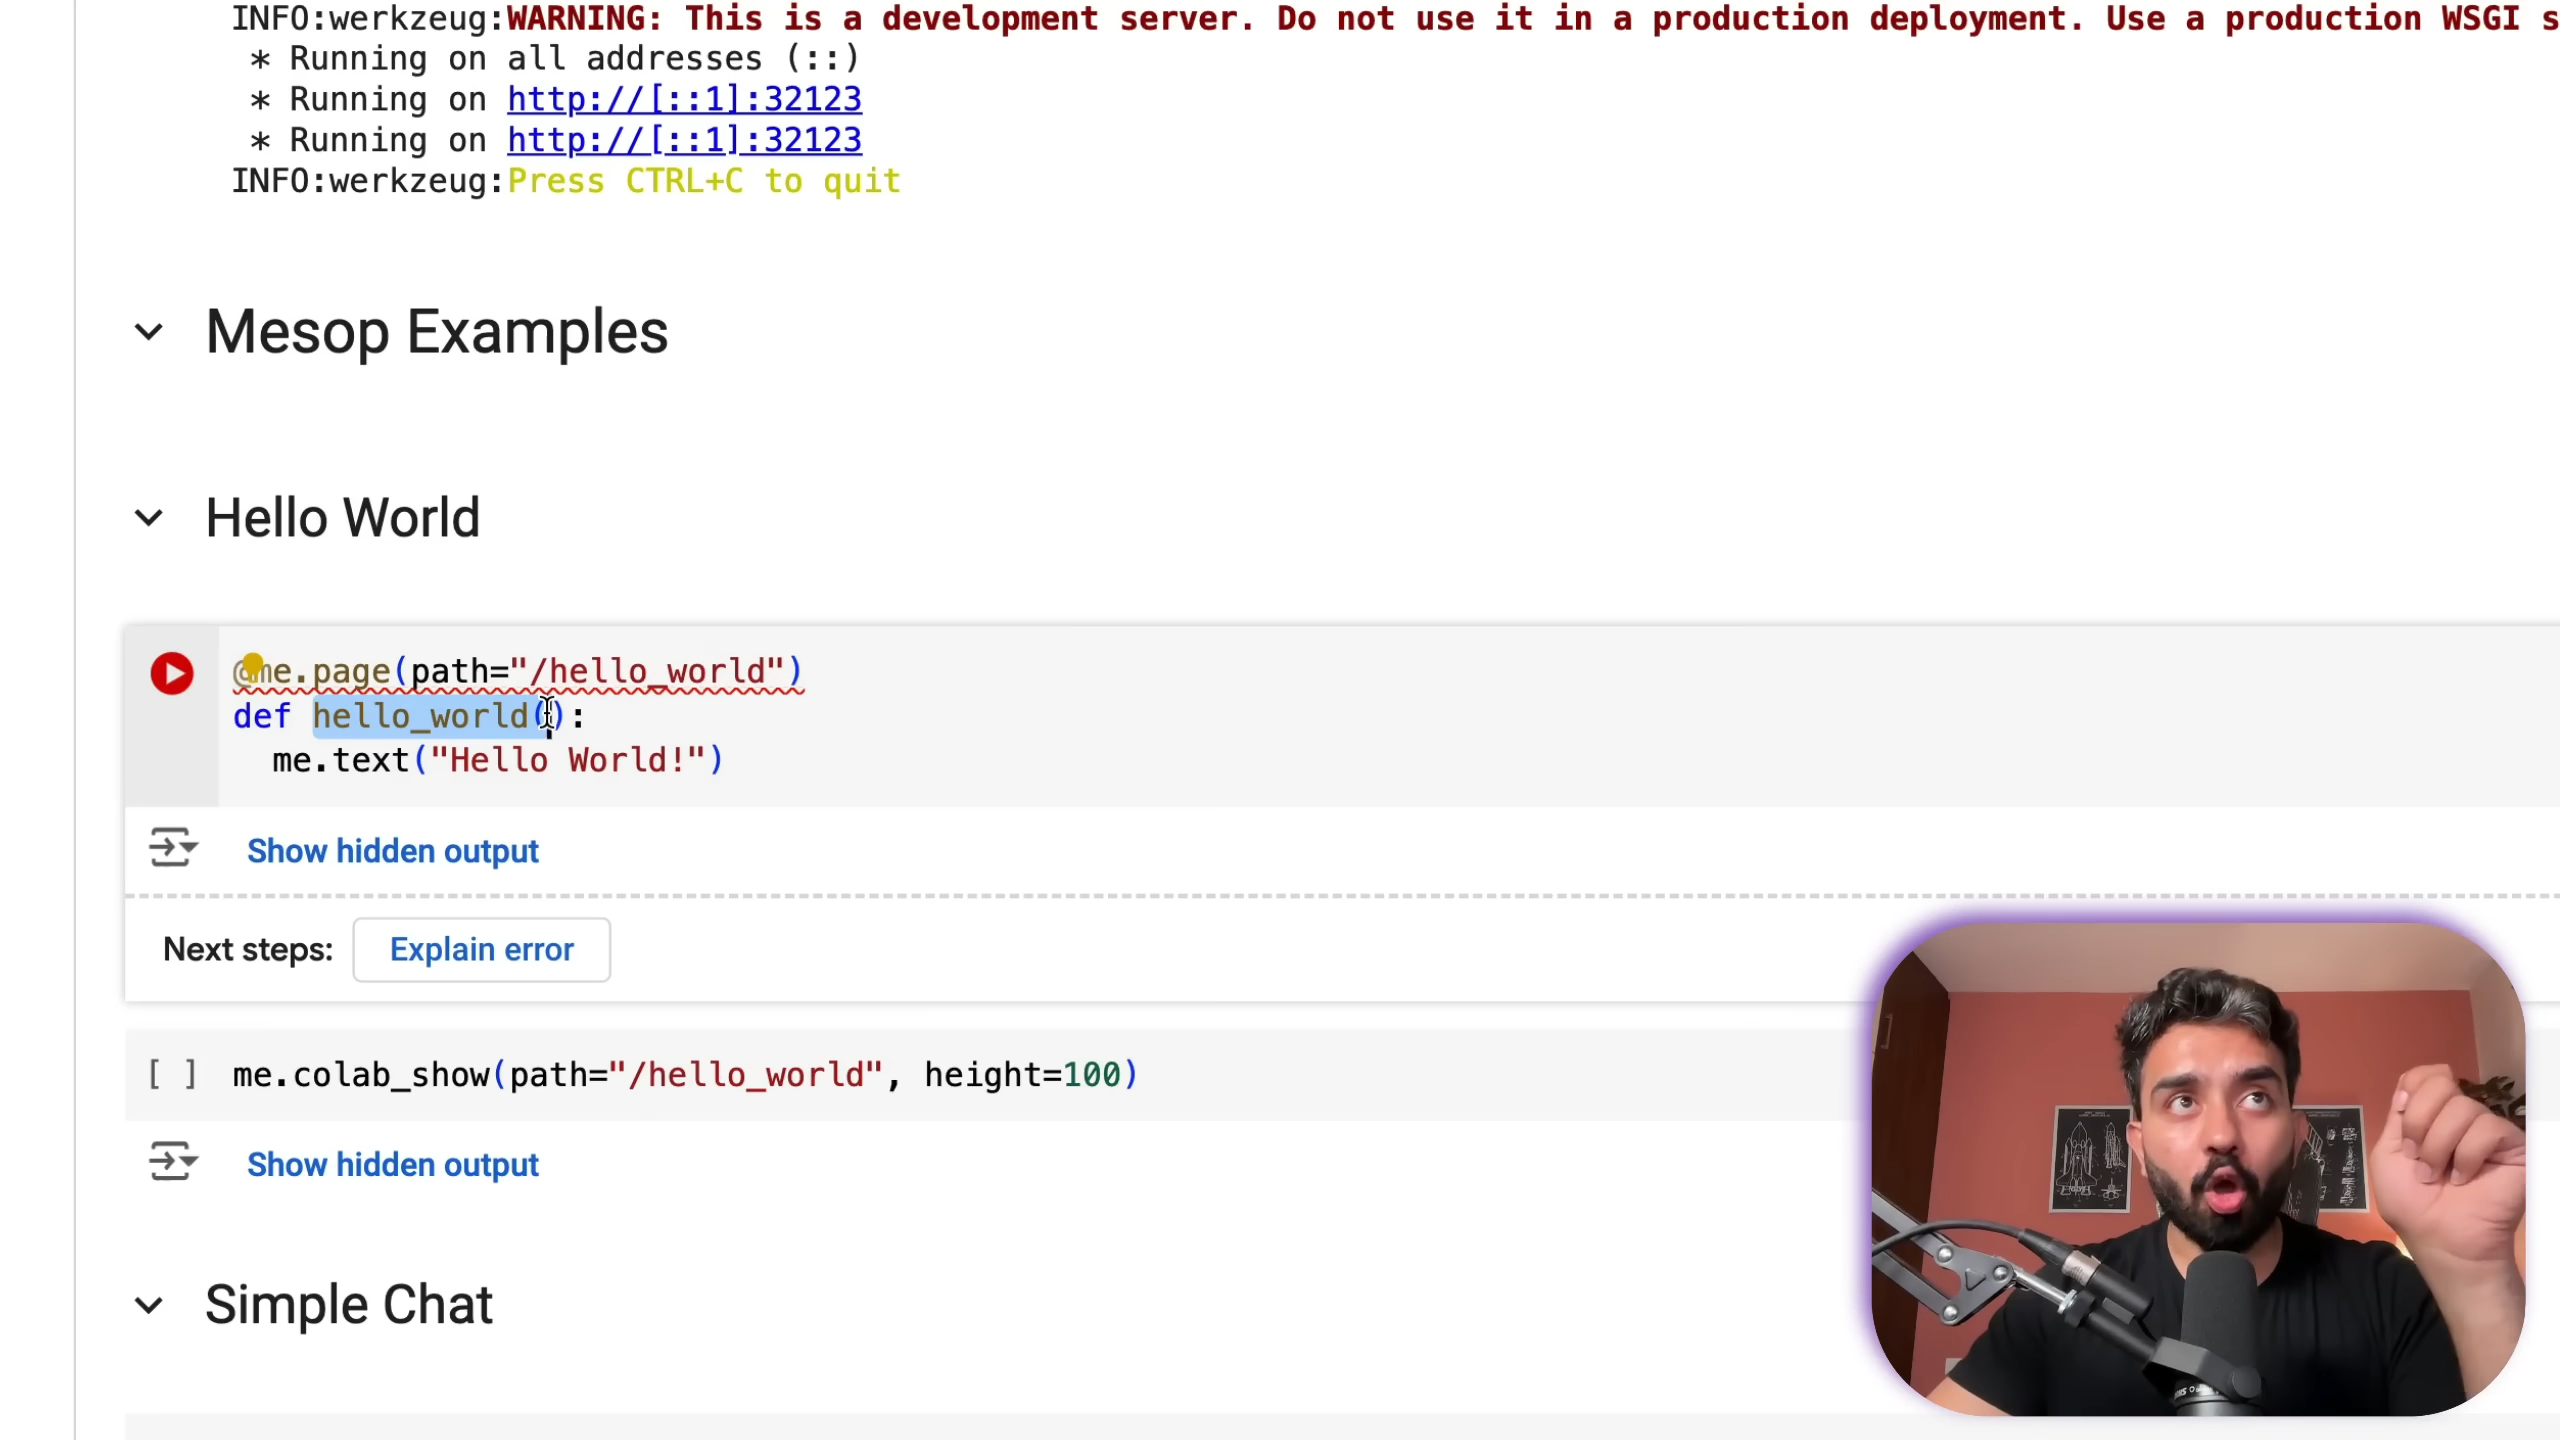 INFO:werkzeug:WARNING: This is a development server. Do not use it in a production deployment. Use a production WSGI s
* Running on all addresses (::)
* Running on http://[::1]:32123
* Running on http://[::1]:32123
INFO:werkzeug:Press CTRL+C to quit
Mesop Examples
Hello World
@me.page(path="/hello_world")
def hello_world():
me.text("Hello World!")
Show hidden output
Next steps: Explain error
[ ] me.colab_show(path="/hello_world", height=100)
Show hidden output
Simple Chat